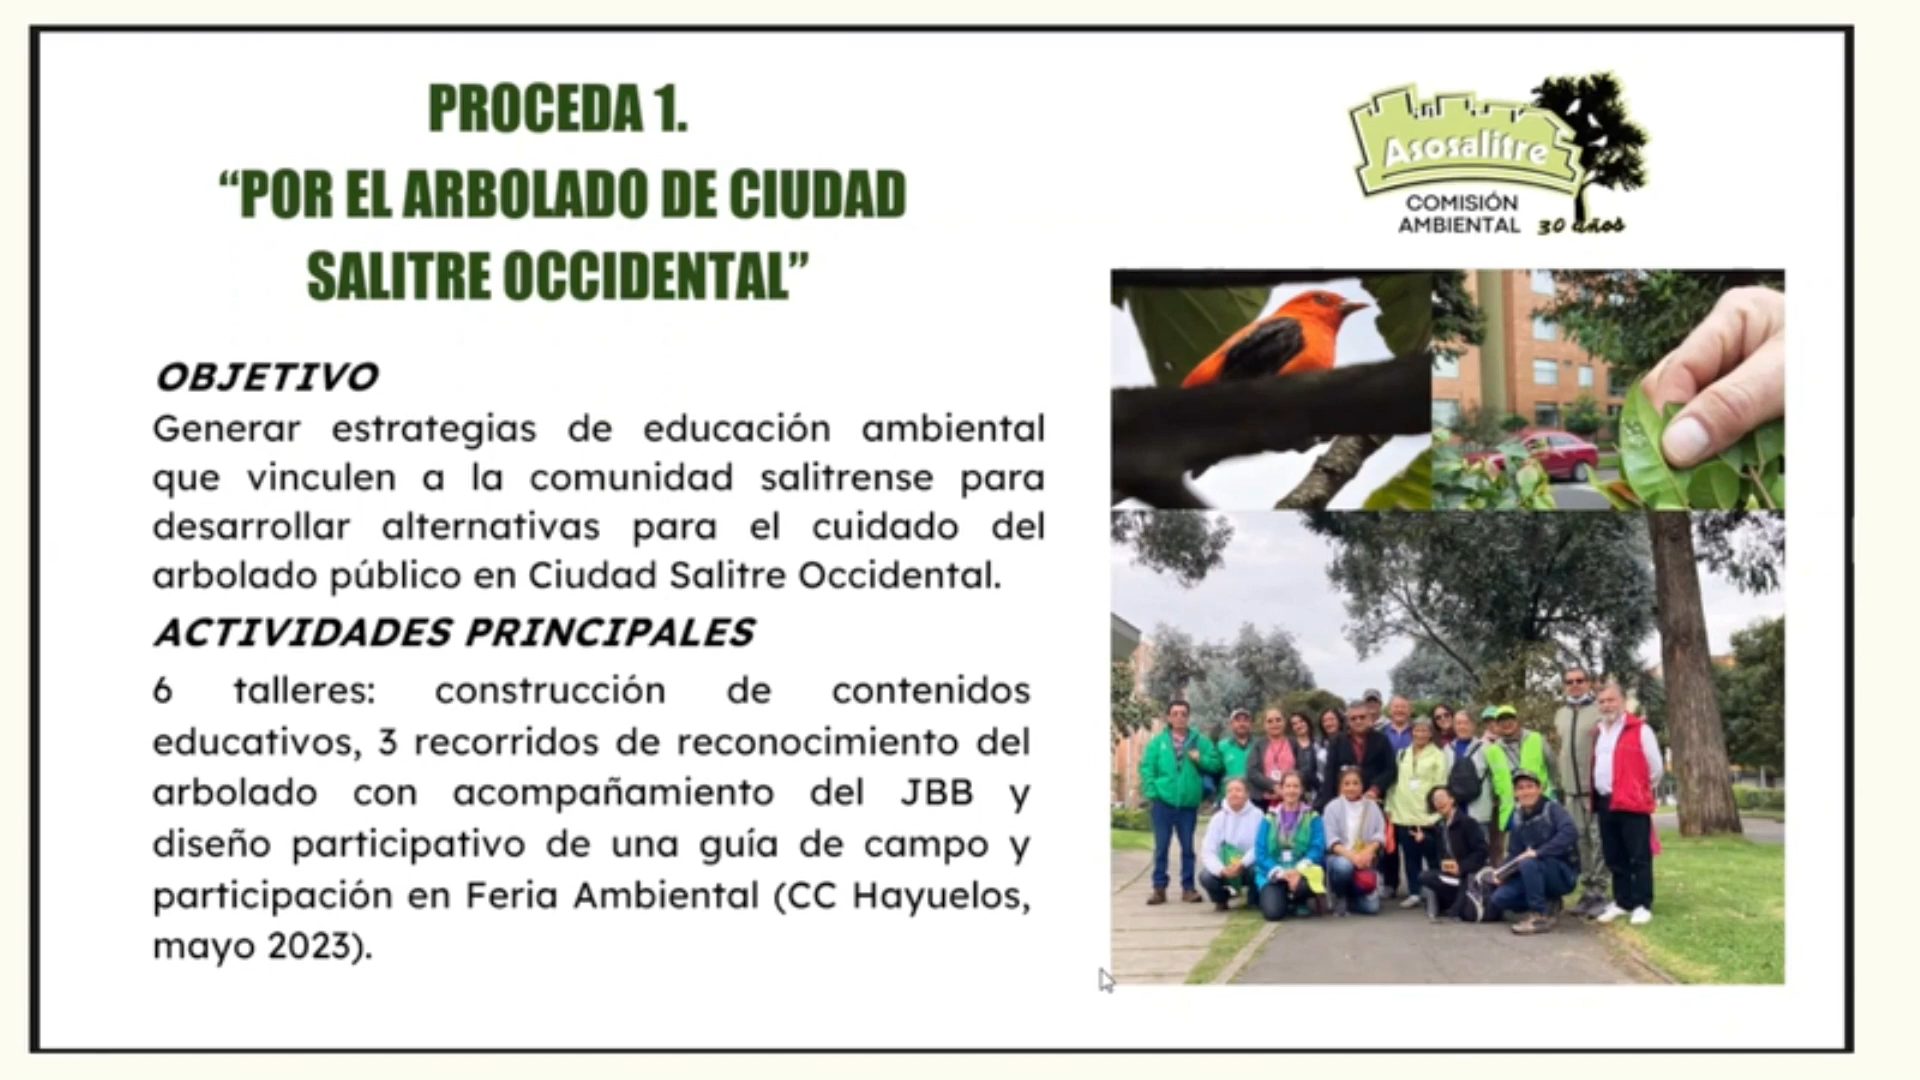 PROCEDA 1.
“POR EL ARBOLADO DE CIUDAD
SALITRE OCCIDENTAL”
Asosalitre
COMISIÓN
AMBIENTAL 30 años
OBJETIVO
Generar estrategias de educación ambiental
que vinculen a la comunidad salitrense para
desarrollar alternativas para el cuidado del
arbolado público en Ciudad Salitre Occidental.
ACTIVIDADES PRINCIPALES
6 talleres: construcción de contenidos
educativos, 3 recorridos de reconocimiento del
arbolado con acompañamiento del JBB y
diseño participativo de una guía de campo y
participación en Feria Ambiental (CC Hayuelos,
mayo 2023).